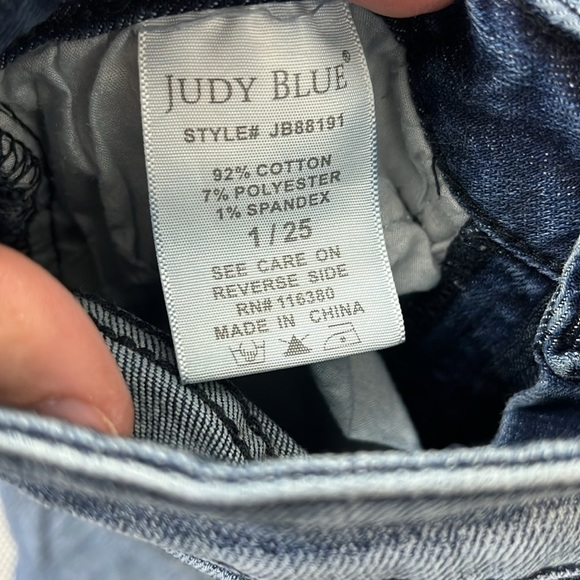 JUDY BLUE®
STYLE# JB88191
92% COTTON
7% POLYESTER
1% SPANDEX
1 / 25
SEE CARE ON
REVERSE SIDE
RN# 116380
MADE IN CHINA